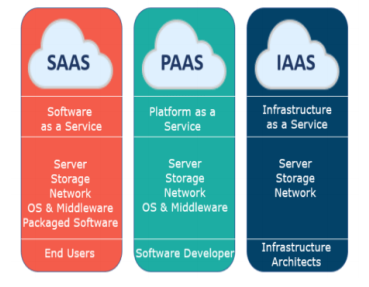 SAAS
Software
as a Service
Server
Storage
Network
OS & Middleware
Packaged Software
End Users
PAAS
Platform as a
Service
Server
Storage
Network
OS & Middleware
Software Developer
IAAS
Infrastructure
as a Service
Server
Storage
Network
Infrastructure
Architects